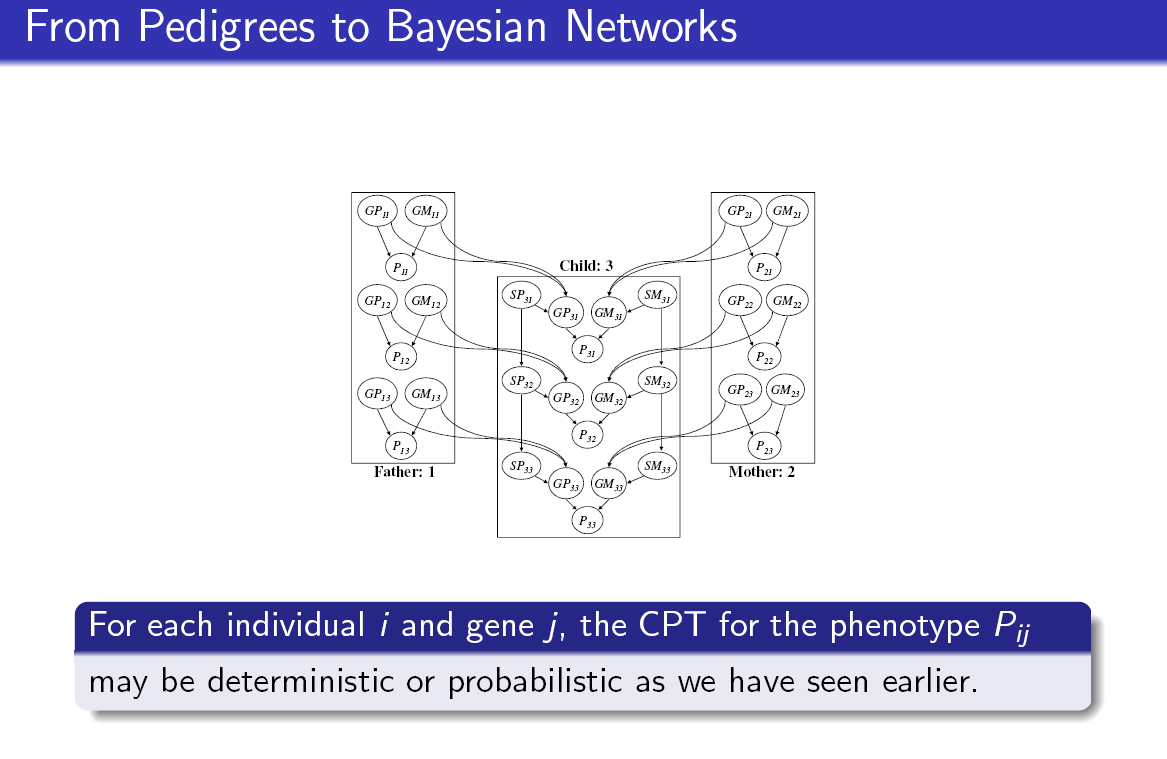 From Pedigrees to Bayesian Networks
GP11 GM11
P11
GP12 GM12
P12
GP13 GM13
P13
Father: 1
Child: 3
SP31 SM31
GP31 GM31
P31
SP32 SM32
GP32 GM32
P32
SP33 SM33
GP33 GM33
P33
GP21 GM21
P21
GP22 GM22
P22
GP23 GM23
P23
Mother: 2
For each individual i and gene j, the CPT for the phenotype Pij
may be deterministic or probabilistic as we have seen earlier.